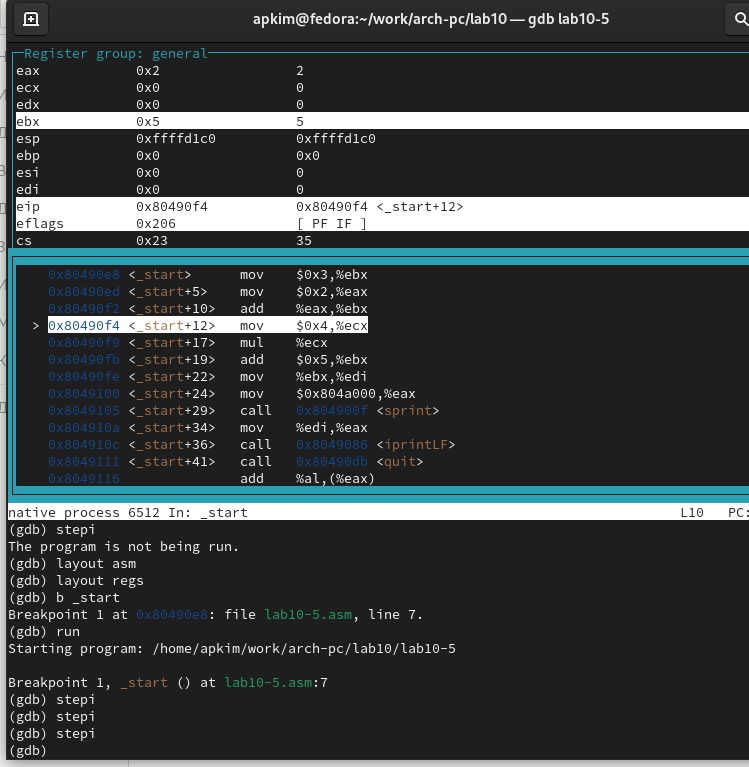 apkim@fedora:~/work/arch-pc/lab10 — gdb lab10-5
Register group: general
eax 0x2 2
ecx 0x0 0
edx 0x0 0
ebx 0x5 5
esp 0xffffd1c0 0xffffd1c0
ebp 0x0 0x0
esi 0x0 0
edi 0x0 0
eip 0x80490f4 0x80490f4 <_start+12>
eflags 0x206 [ PF IF ]
cs 0x23 35
0x80490e8 <_start> mov $0x3,%ebx
0x80490ed <_start+5> mov $0x2,%eax
0x80490f2 <_start+10> add %eax,%ebx
> 0x80490f4 <_start+12> mov $0x4,%ecx
0x80490f9 <_start+17> mul %ecx
0x80490fb <_start+19> add $0x5,%ebx
0x80490fe <_start+22> mov %ebx,%edi
0x8049100 <_start+24> mov $0x804a000,%eax
0x8049105 <_start+29> call 0x804900f <sprint>
0x804910a <_start+34> mov %edi,%eax
0x804910c <_start+36> call 0x8049086 <iprintLF>
0x8049111 <_start+41> call 0x80490db <quit>
0x8049116 add %al,(%eax)
native process 6512 In: _start L10 PC:
(gdb) stepi
The program is not being run.
(gdb) layout asm
(gdb) layout regs
(gdb) b _start
Breakpoint 1 at 0x80490e8: file lab10-5.asm, line 7.
(gdb) run
Starting program: /home/apkim/work/arch-pc/lab10/lab10-5
Breakpoint 1, _start () at lab10-5.asm:7
(gdb) stepi
(gdb) stepi
(gdb) stepi
(gdb)